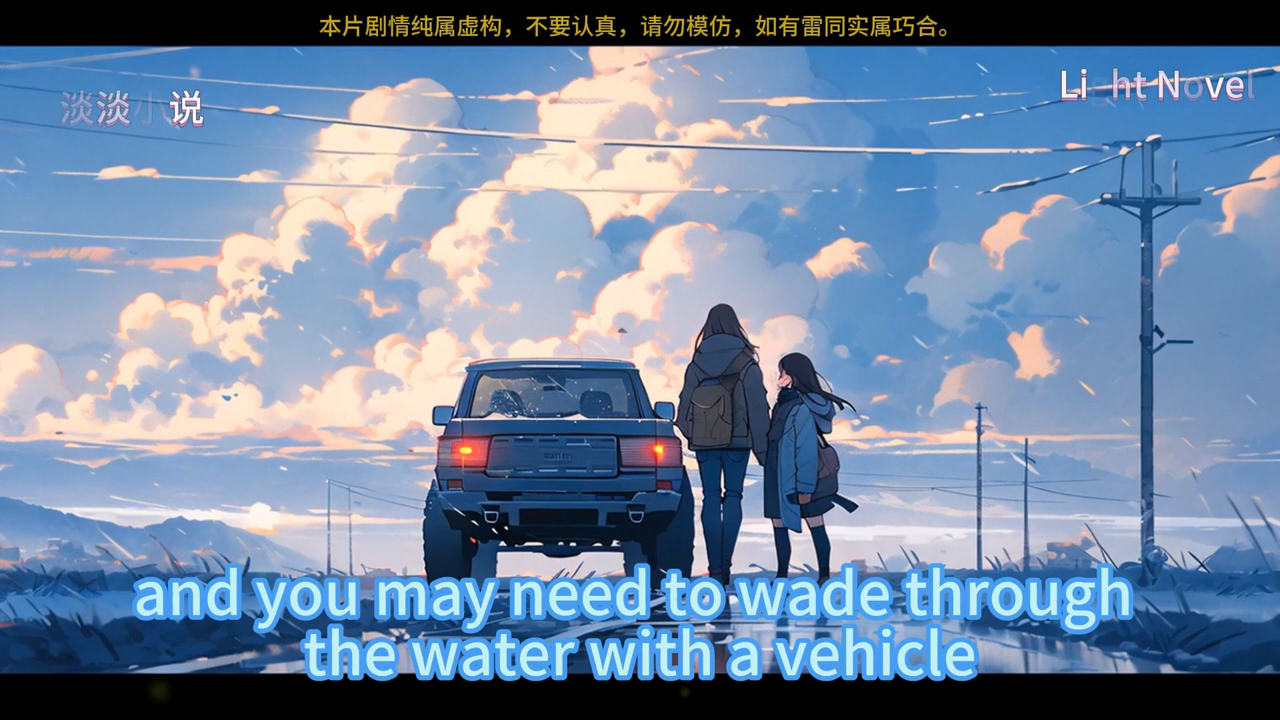 本片剧情纯属虚构，不要认真，请勿模仿，如有雷同实属巧合。
淡淡小说
Light Novel
and you may need to wade through
the water with a vehicle